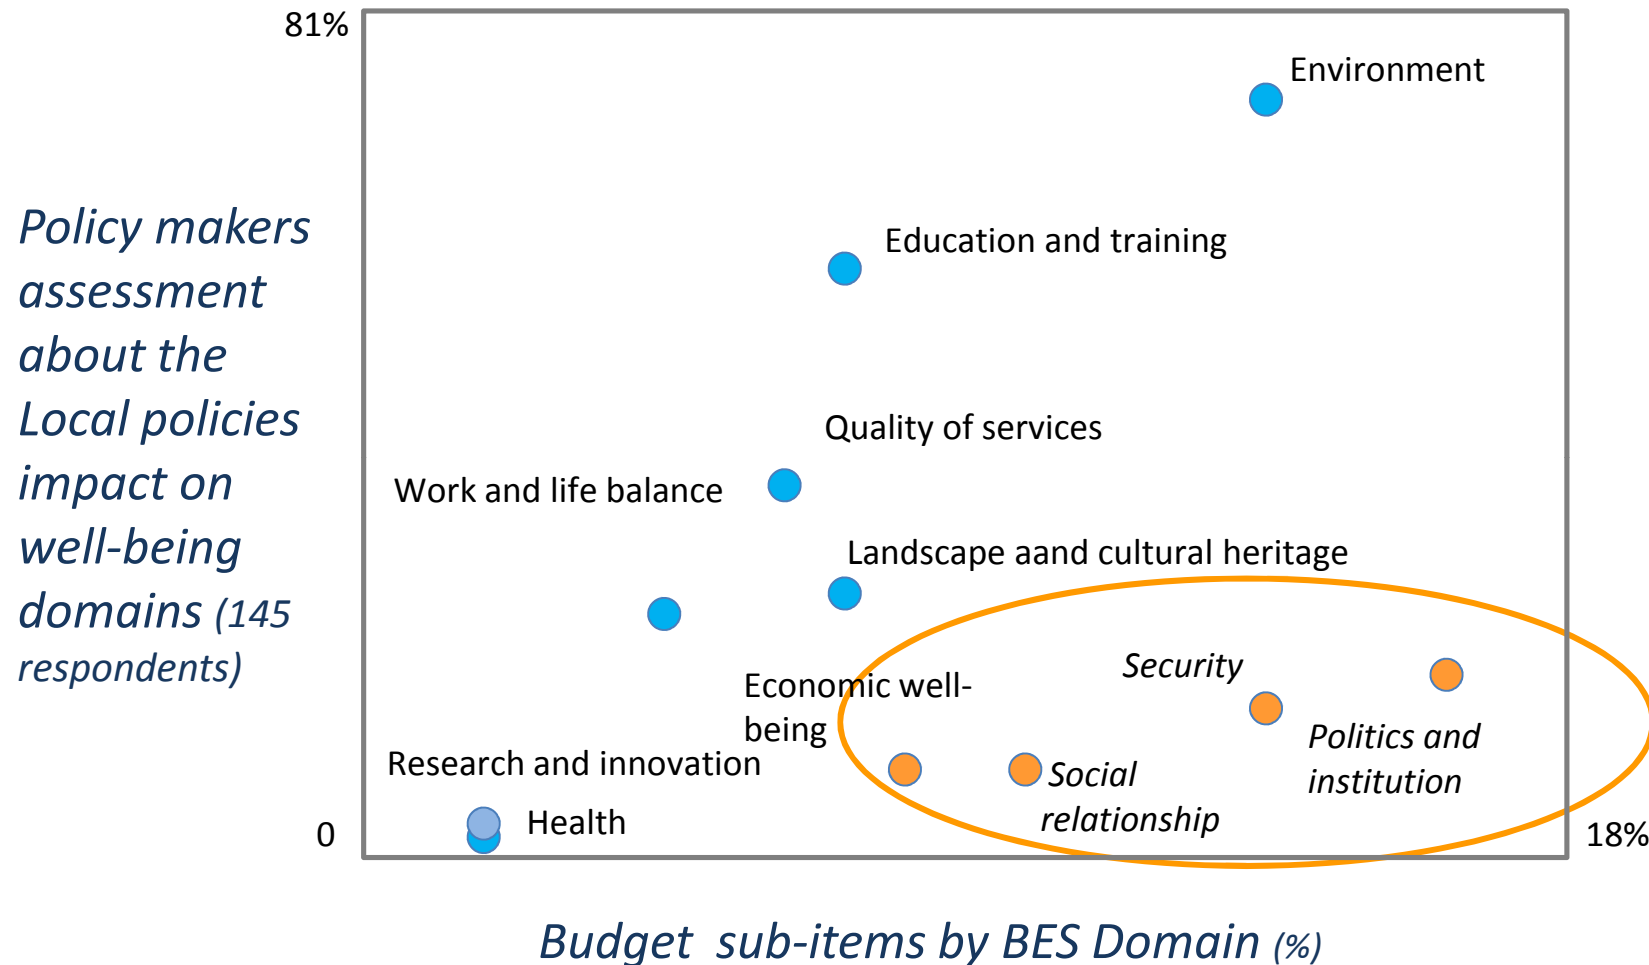 81%
Environment
Policy makers
assessment
about the
Local policies
impact on
well-being
domains (145
respondents)
Education and training
Quality of services
Work and life balance
Landscape aand cultural heritage
Security
Economic well-
being
Politics and
institution
Research and innovation
Social
relationship
Health
0
18%
Budget sub-items by BES Domain (%)